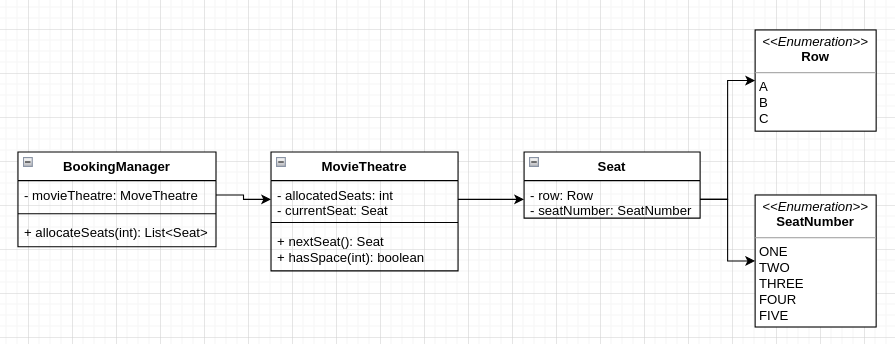 BookingManager
- movieTheatre: MoveTheatre
+ allocateSeats(int): List<Seat>
MovieTheatre
- allocatedSeats: int
- currentSeat: Seat
+ nextSeat(): Seat
+ hasSpace(int): boolean
Seat
- row: Row
- seatNumber: SeatNumber
<<Enumeration>>
Row
A
B
C
<<Enumeration>>
SeatNumber
ONE
TWO
THREE
FOUR
FIVE